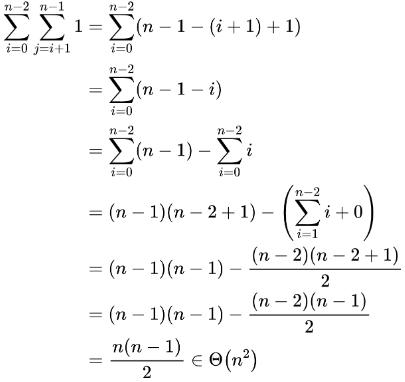 \sum_{i=0}^{n-2} \sum_{j=i+1}^{n-1} 1 = \sum_{i=0}^{n-2} (n - 1 - (i + 1) + 1)
= \sum_{i=0}^{n-2} (n - 1 - i)
= \sum_{i=0}^{n-2} (n - 1) - \sum_{i=0}^{n-2} i
= (n - 1)(n - 2 + 1) - \left( \sum_{i=1}^{n-2} i + 0 \right)
= (n - 1)(n - 1) - \frac{(n - 2)(n - 2 + 1)}{2}
= (n - 1)(n - 1) - \frac{(n - 2)(n - 1)}{2}
= \frac{n(n - 1)}{2} \in \Theta(n^2)